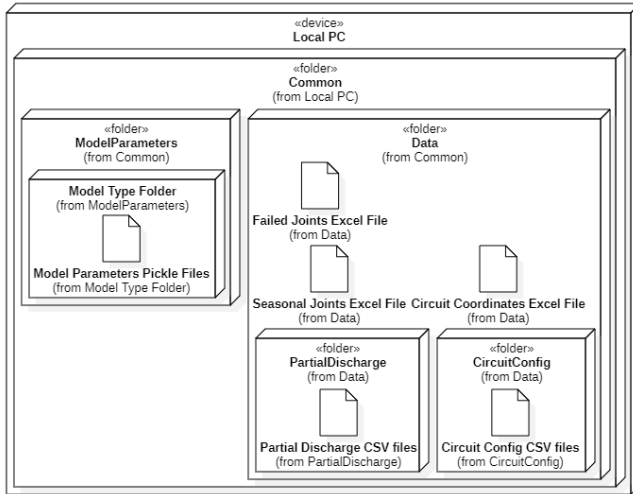 «device»
Local PC
«folder»
Common
(from Local PC)
«folder»
ModelParameters
(from Common)
Model Type Folder
(from ModelParameters)
Model Parameters Pickle Files
(from Model Type Folder)
«folder»
Data
(from Common)
Failed Joints Excel File
(from Data)
Seasonal Joints Excel File
(from Data)
Circuit Coordinates Excel File
(from Data)
«folder»
PartialDischarge
(from Data)
Partial Discharge CSV files
(from PartialDischarge)
«folder»
CircuitConfig
(from Data)
Circuit Config CSV files
(from CircuitConfig)